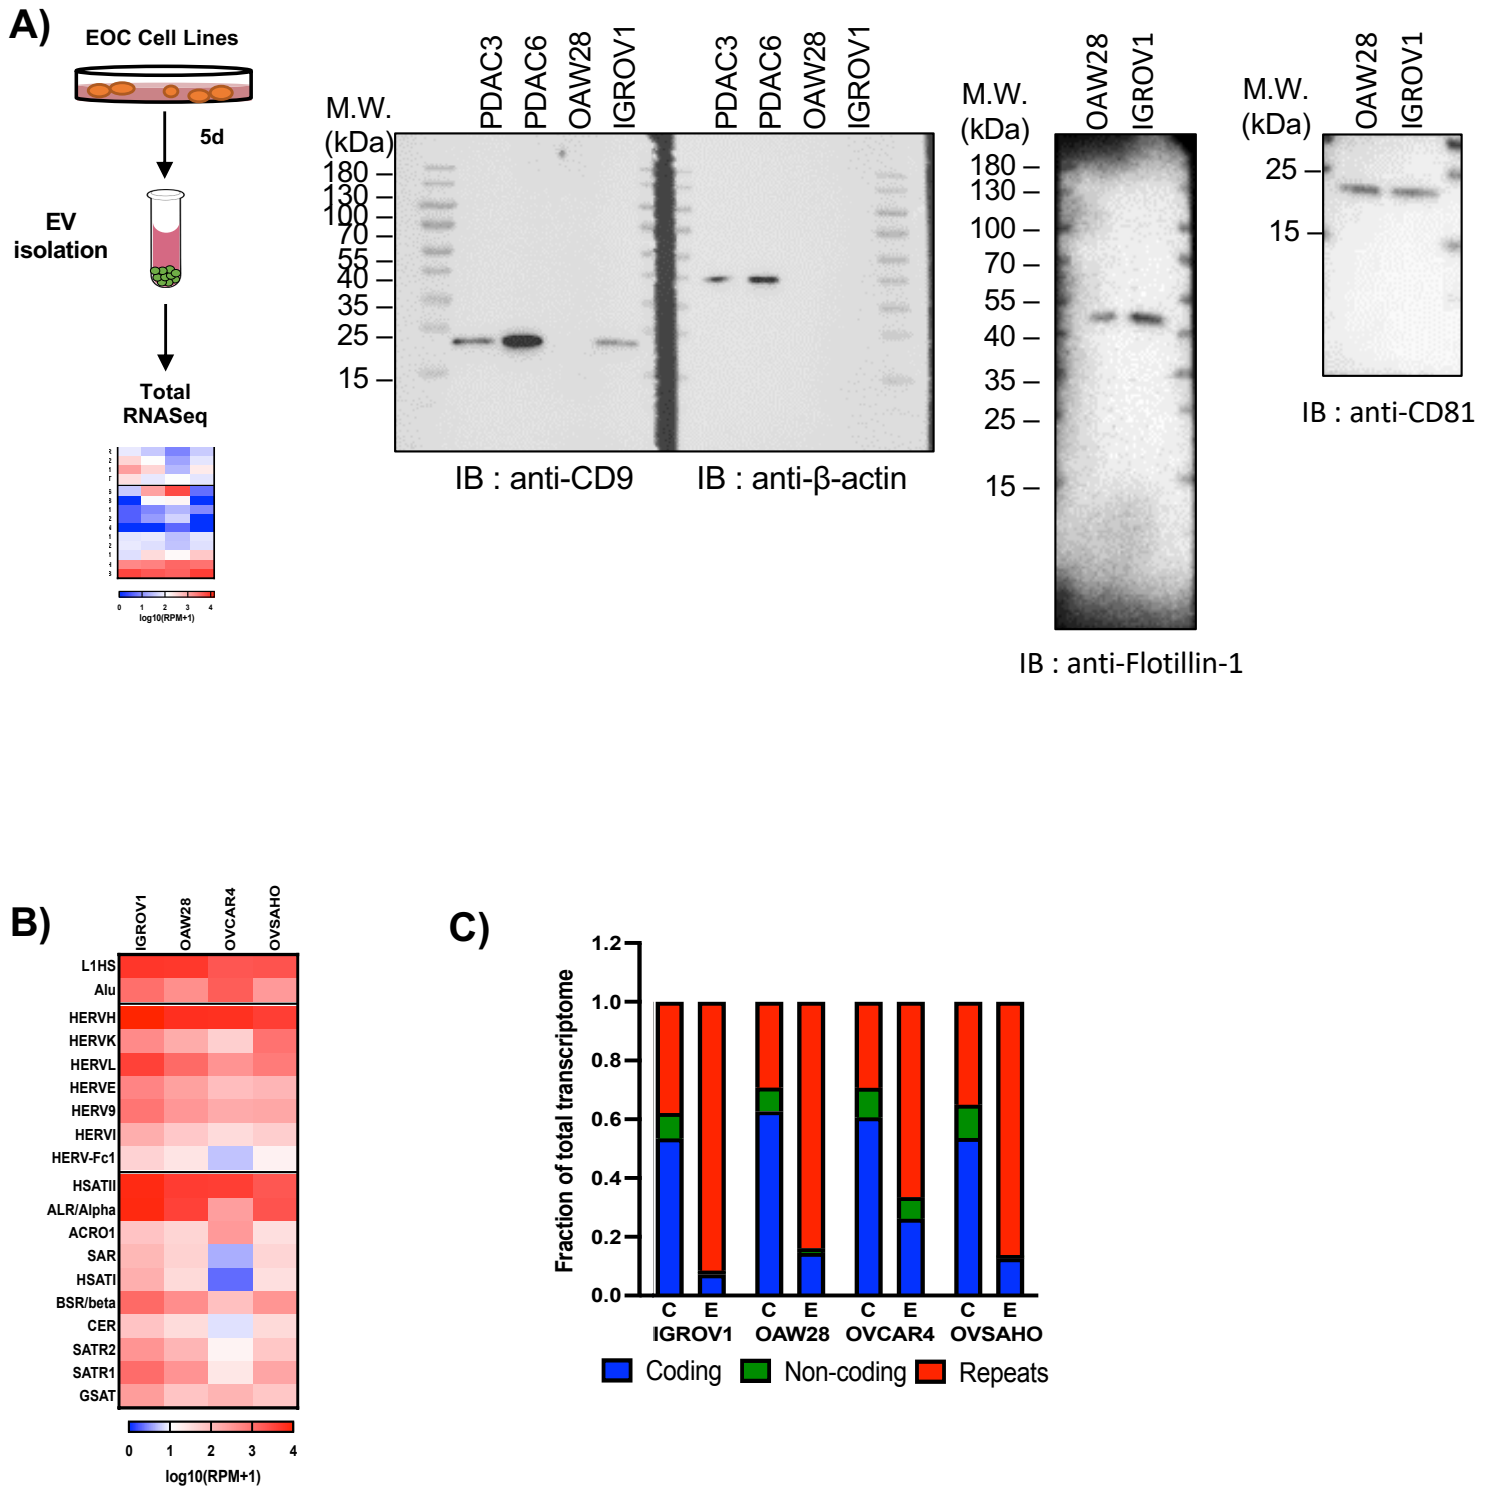 A)
EOC Cell Lines
5d
EV
isolation
Total
RNASeq
0 1 2 3 4
log10(RPM+1)
M.W.
(kDa)
PDAC3 PDAC6 OAW28 IGROV1 PDAC3 PDAC6 OAW28 IGROV1
180
130
100
70
55
40
35
25
15
IB : anti-CD9 IB : anti-β-actin
M.W.
(kDa)
OAW28 IGROV1
180
130
100
70
55
40
35
25
15
IB : anti-Flotillin-1
M.W.
(kDa)
OAW28 IGROV1
25
15
IB : anti-CD81
B)
IGROV1 OAW28 OVCAR4 OVSAHO
L1HS
Alu
HERVH
HERVK
HERVL
HERVE
HERV9
HERVI
HERV-Fc1
HSATII
ALR/Alpha
ACRO1
SAR
HSATI
BSR/beta
CER
SATR2
SATR1
GSAT
0 1 2 3 4
log10(RPM+1)
C)
Fraction of total transcriptome
1.2
1.0
0.8
0.6
0.4
0.2
0.0
C E C E C E C E
IGROV1 OAW28 OVCAR4 OVSAHO
Coding Non-coding Repeats